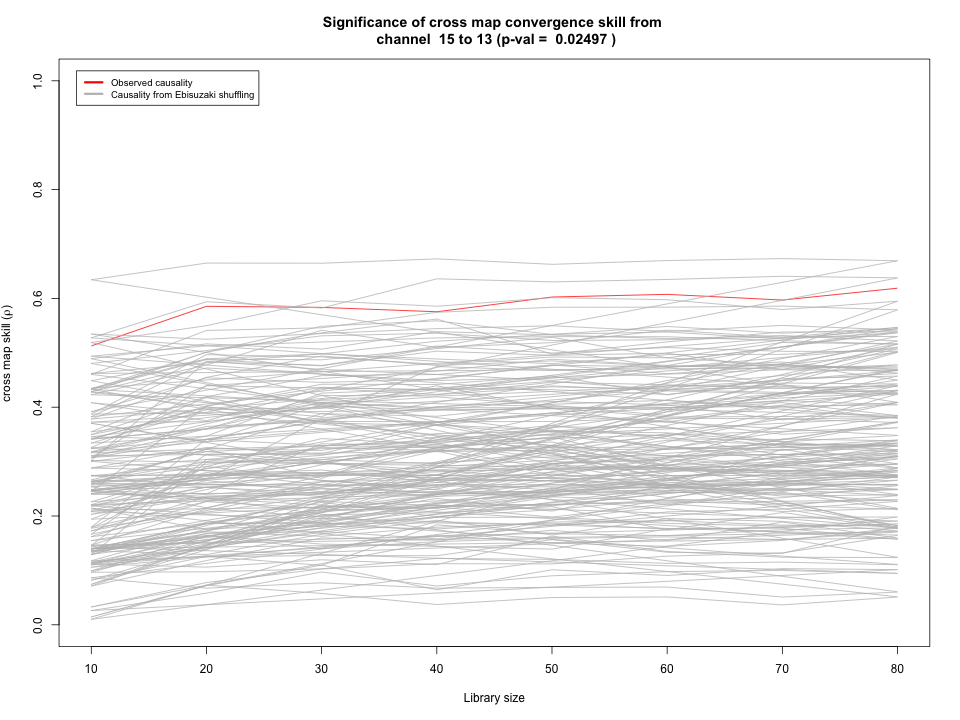 Significance of cross map convergence skill from
channel  15 to 13 (p-val =  0.02497 )
Observed causality
Causality from Ebisuzaki shuffling
cross map skill (ρ)
1.0
0.8
0.6
0.4
0.2
0.0
10 20 30 40 50 60 70 80
Library size